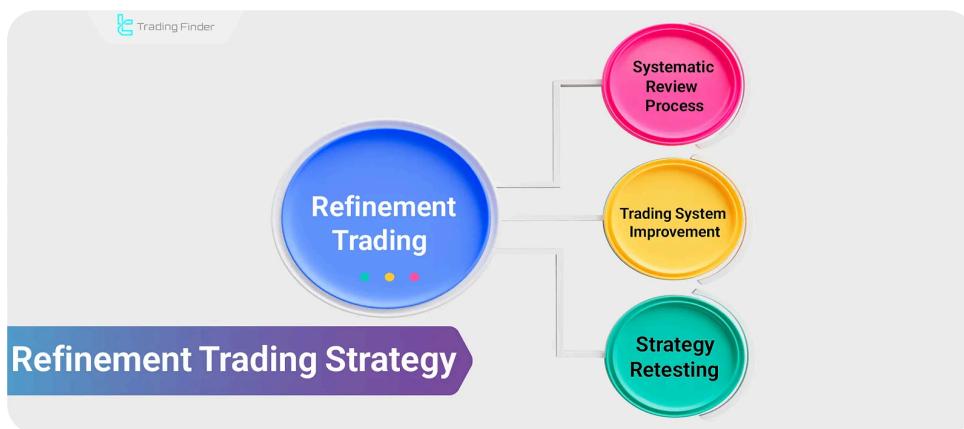 Trading Finder
Systematic
Review
Process
Refinement
Trading
Trading System
Improvement
Refinement Trading Strategy
Strategy
Retesting